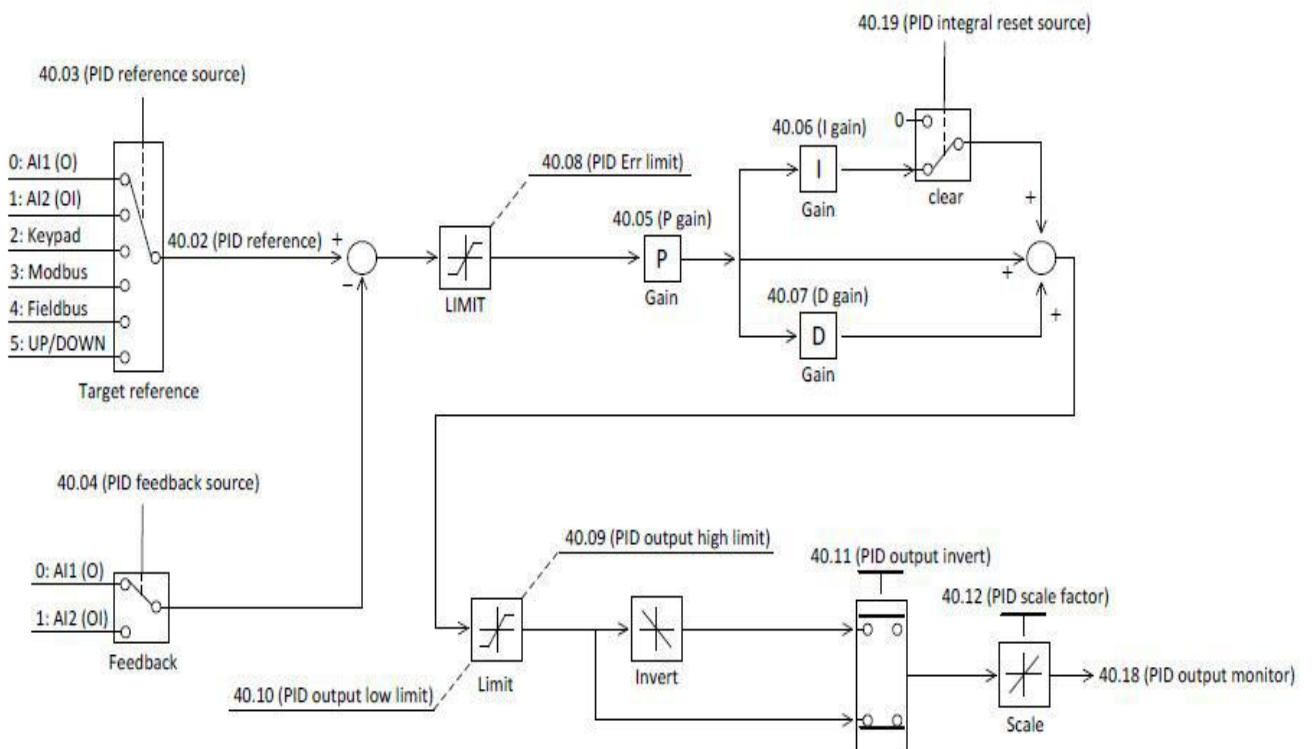 40.19 (PID integral reset source)
40.03 (PID reference source)
0
40.06 (I gain)
0: AI1 (O)
40.08 (PID Err limit)
I
1: AI2 (OI)
Gain
clear
+
2: Keypad
40.02 (PID reference)
+
40.05 (P gain)
P
3: Modbus
−
+
LIMIT
Gain
40.07 (D gain)
4: Fieldbus
+
5: UP/DOWN
D
Gain
Target reference
40.04 (PID feedback source)
40.09 (PID output high limit)
40.11 (PID output invert)
0: AI1 (O)
40.12 (PID scale factor)
1: AI2 (OI)
Feedback
Limit
Invert
40.18 (PID output monitor)
40.10 (PID output low limit)
Scale